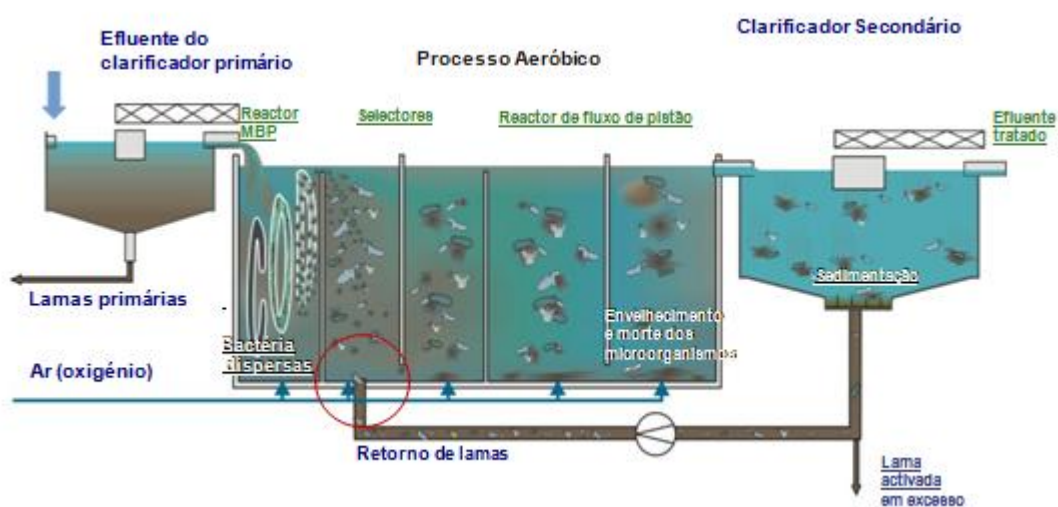 Efluente do
clarificador primário
Processo Aeróbico
Clarificador Secondário
Reactor
MBP
Selectores
Reactor de fluxo de pistão
Efluente
tratado
Lamas primárias
Bactéria
dispersas
Envelhecimento
e morte dos
microorganismos
Sedimentação
Ar (oxigénio)
Retorno de lamas
Lama
activada
em excesso